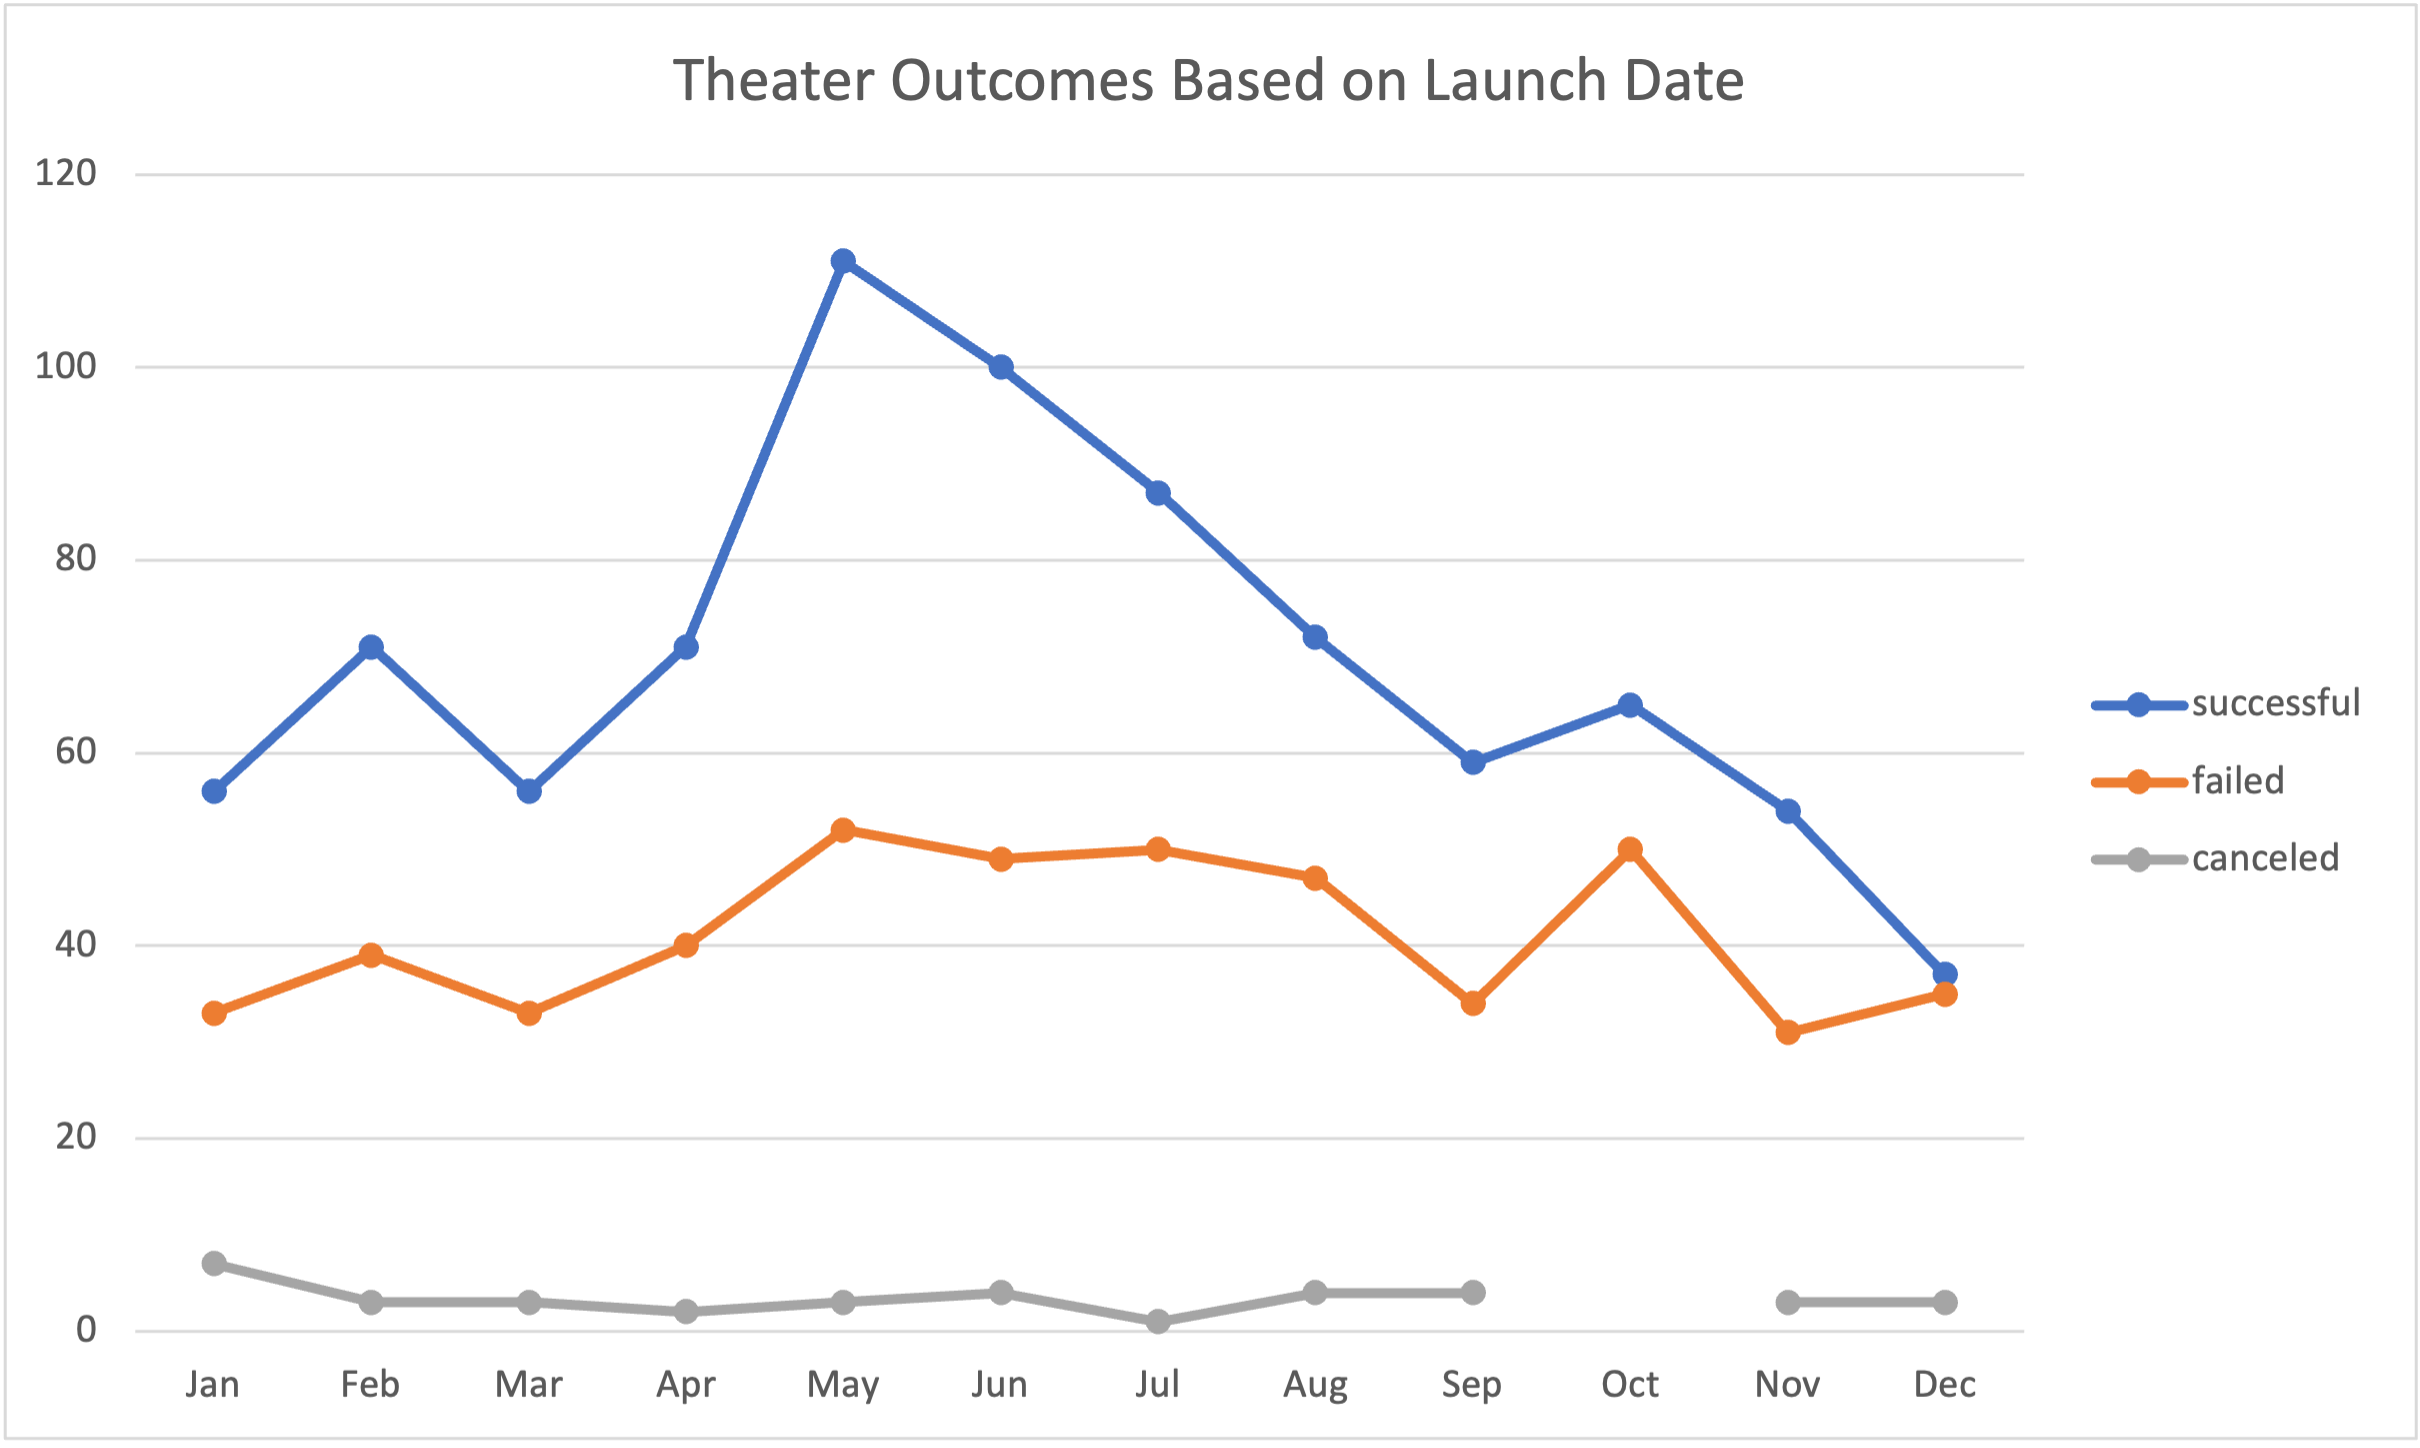 Theater Outcomes Based on Launch Date
120
100
80
60
40
20
0
Jan Feb Mar Apr May Jun Jul Aug Sep Oct Nov Dec
successful
failed
canceled